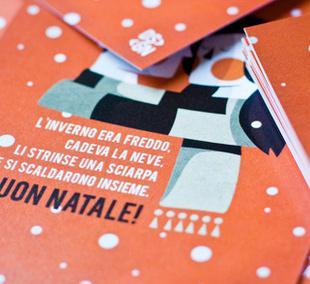 L'INVERNO ERA FREDDO,
CADEVA LA NEVE.
LI STRINSE UNA SCIARPA
E SI SCALDARONO INSIEME.
UON NATALE!